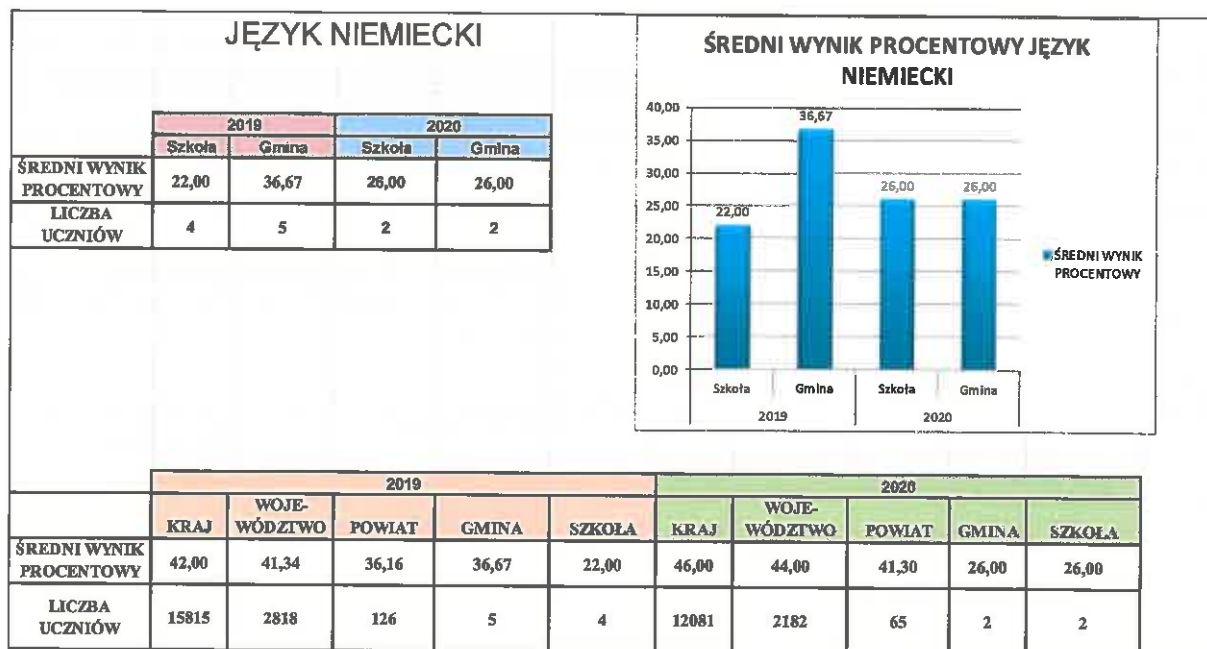 JĘZYK NIEMIECKI
2019 2020
Szkoła Gmina Szkoła Gmina
ŚREDNI WYNIK
PROCENTOWY 22,00 36,67 26,00 26,00
LICZBA
UCZNIÓW 4 5 2 2
ŚREDNI WYNIK PROCENTOWY JĘZYK
NIEMIECKI
40,00
35,00
30,00
25,00
20,00
15,00
10,00
5,00
0,00
22,00 36,67 26,00 26,00
Szkoła Gmina Szkoła Gmina
2019 2020
ŚREDNI WYNIK
PROCENTOWY
2019 2020
KRAJ WOJE-
WÓDZTWO POWIAT GMINA SZKOŁA KRAJ WOJE-
WÓDZTWO POWIAT GMINA SZKOŁA
ŚREDNI WYNIK
PROCENTOWY 42,00 41,34 36,16 36,67 22,00 46,00 44,00 41,30 26,00 26,00
LICZBA
UCZNIÓW 15815 2818 126 5 4 12081 2182 65 2 2